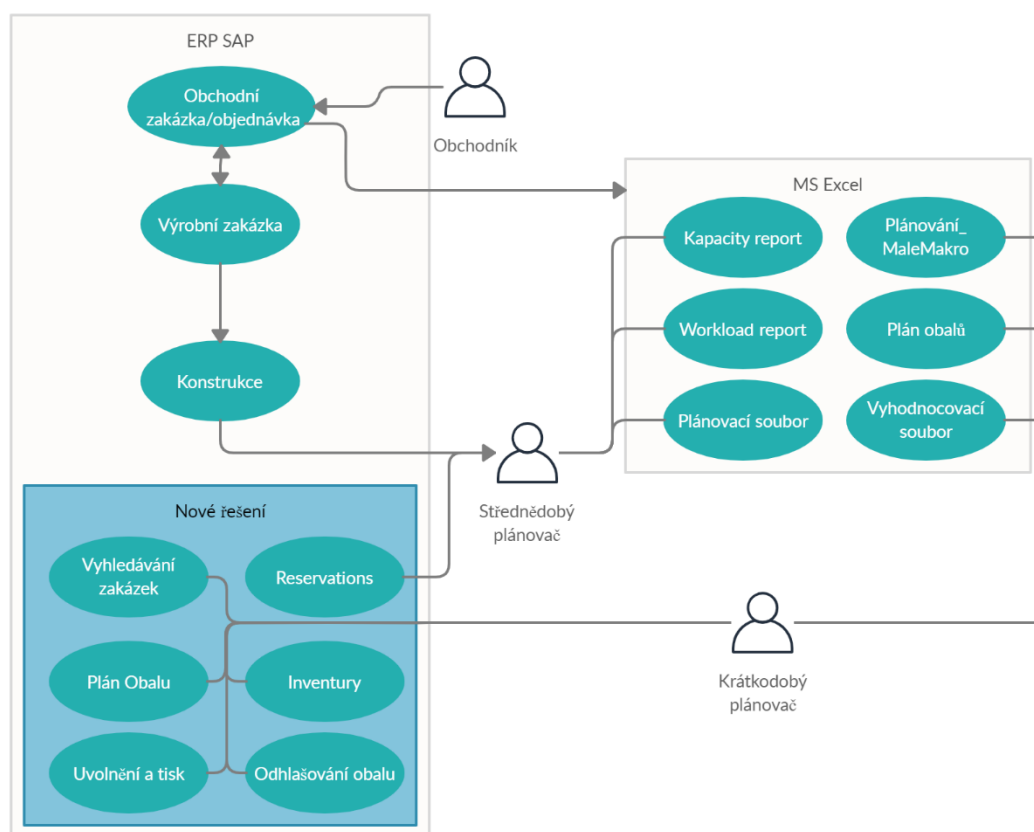 ERP SAP
Obchodní
zakázka/objednávka
Obchodník
Výrobní zakázka
Konstrukce
MS Excel
Kapacity report
Plánování_
MaleMakro
Workload report
Plán obalů
Plánovací soubor
Vyhodnocovací
soubor
Střednědobý
plánovač
Nové řešení
Vyhledávání
zakázek
Reservations
Plán Obalu
Inventury
Uvolnění a tisk
Odhlašování obalu
Krátkodobý
plánovač